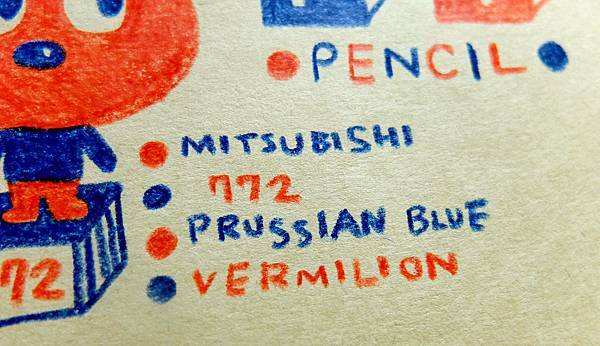 PENCIL
MITSUBISHI
772
PRUSSIAN BLUE
VERMILION
72